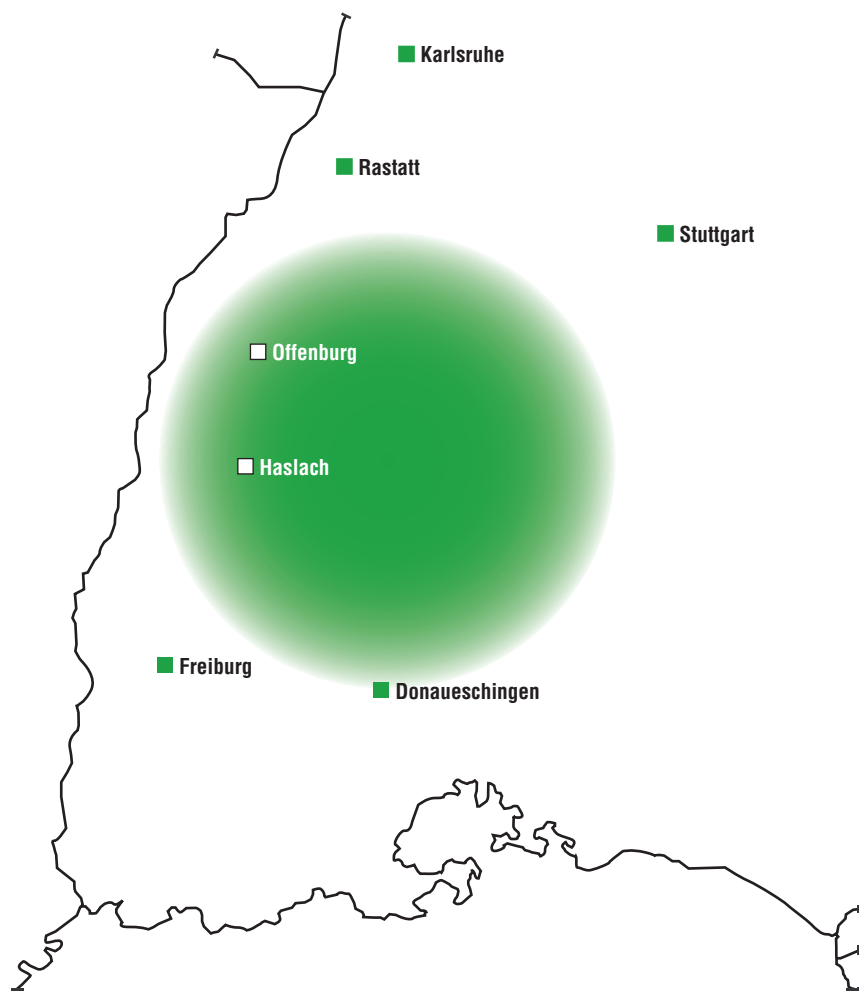 Karlsruhe
Rastatt
Stuttgart
Offenburg
Haslach
Freiburg
Donaueschingen